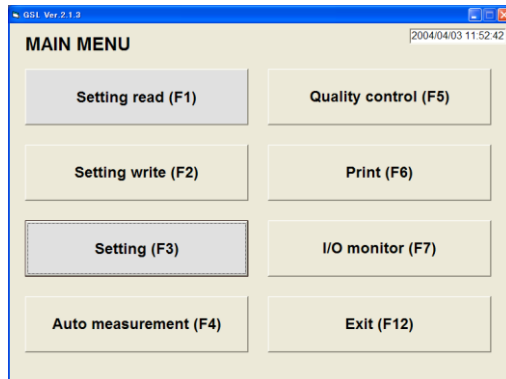 GSL Ver.2.1.3
MAIN MENU
2004/04/03 11:52:42
Setting read (F1)
Quality control (F5)
Setting write (F2)
Print (F6)
Setting (F3)
I/O monitor (F7)
Auto measurement (F4)
Exit (F12)